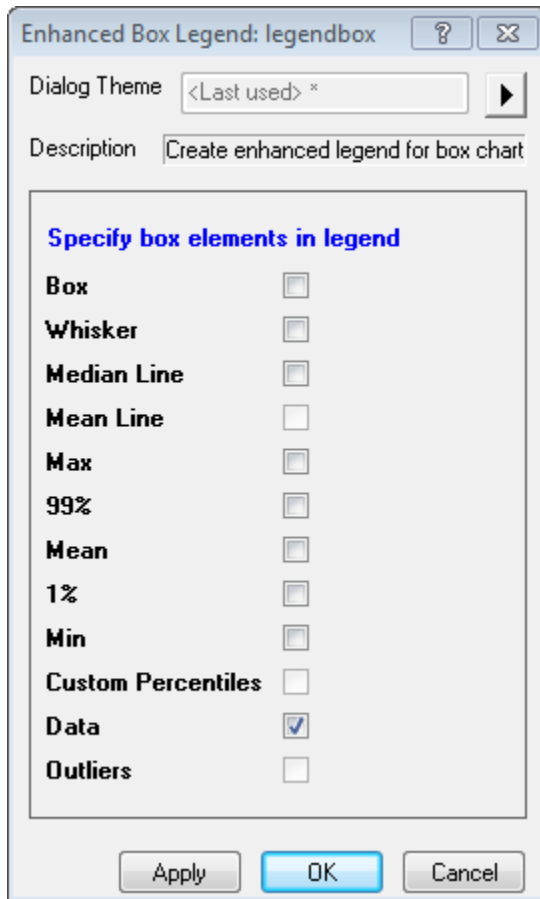 Enhanced Box Legend: legendbox
Dialog Theme <Last used> *
Description Create enhanced legend for box chart
Specify box elements in legend
Box
Whisker
Median Line
Mean Line
Max
99%
Mean
1%
Min
Custom Percentiles
Data
Outliers
Apply OK Cancel